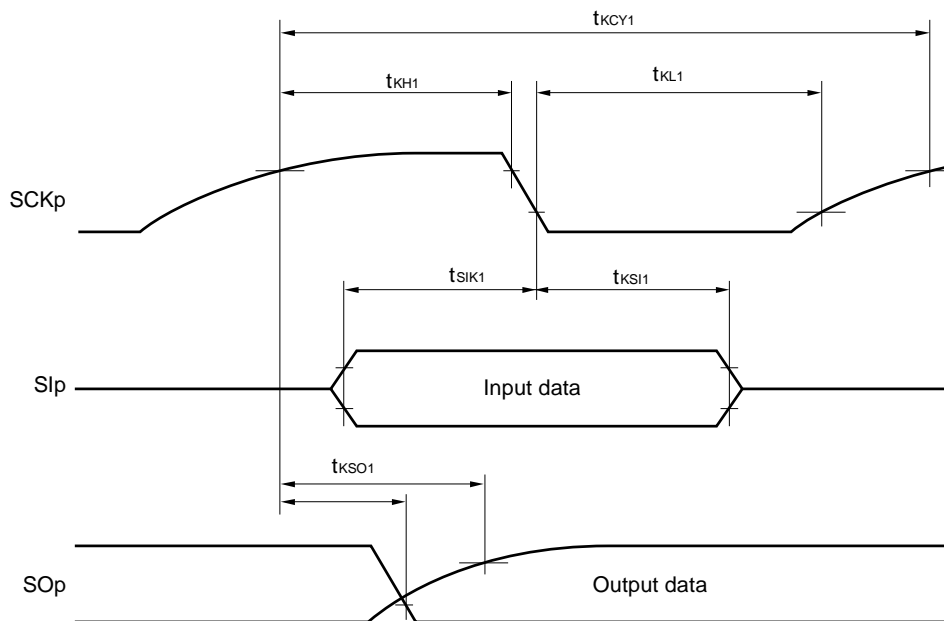 tKCY1
tKH1
tKL1
SCKp
tSIK1
tKSI1
SIp
Input data
tKSO1
SOp
Output data